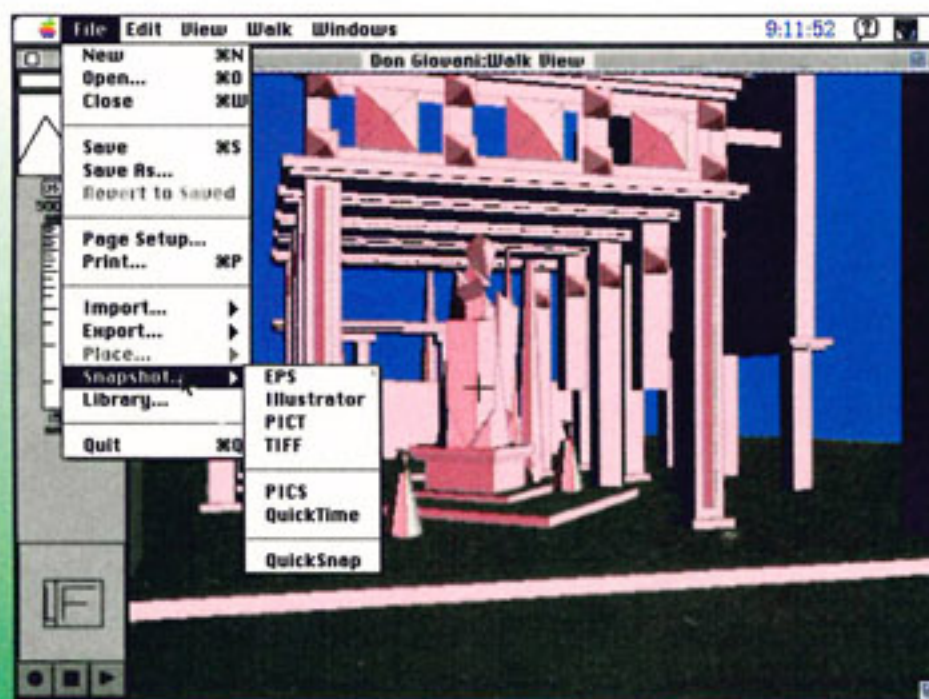 File Edit View Walk Windows 9:11:52
Don Giovani:Walk View
New ⌘N
Open... ⌘O
Close ⌘W
Save ⌘S
Save As...
Revert to Saved
Page Setup...
Print... ⌘P
Import...
Export...
Place...
Snapshot...
Library...
Quit ⌘Q
EPS
Illustrator
PICT
TIFF
PICS
QuickTime
QuickSnap